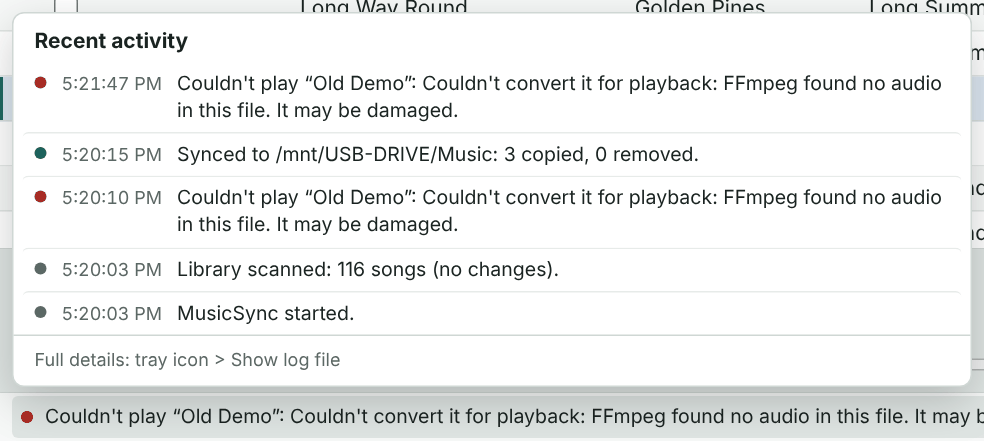 Long Way Round Golden Pines Long Summ
Recent activity
5:21:47 PM Couldn't play “Old Demo”: Couldn't convert it for playback: FFmpeg found no audio
in this file. It may be damaged.
5:20:15 PM Synced to /mnt/USB-DRIVE/Music: 3 copied, 0 removed.
5:20:10 PM Couldn't play “Old Demo”: Couldn't convert it for playback: FFmpeg found no audio
in this file. It may be damaged.
5:20:03 PM Library scanned: 116 songs (no changes).
5:20:03 PM MusicSync started.
Full details: tray icon > Show log file
Couldn't play “Old Demo”: Couldn't convert it for playback: FFmpeg found no audio in this file. It may b